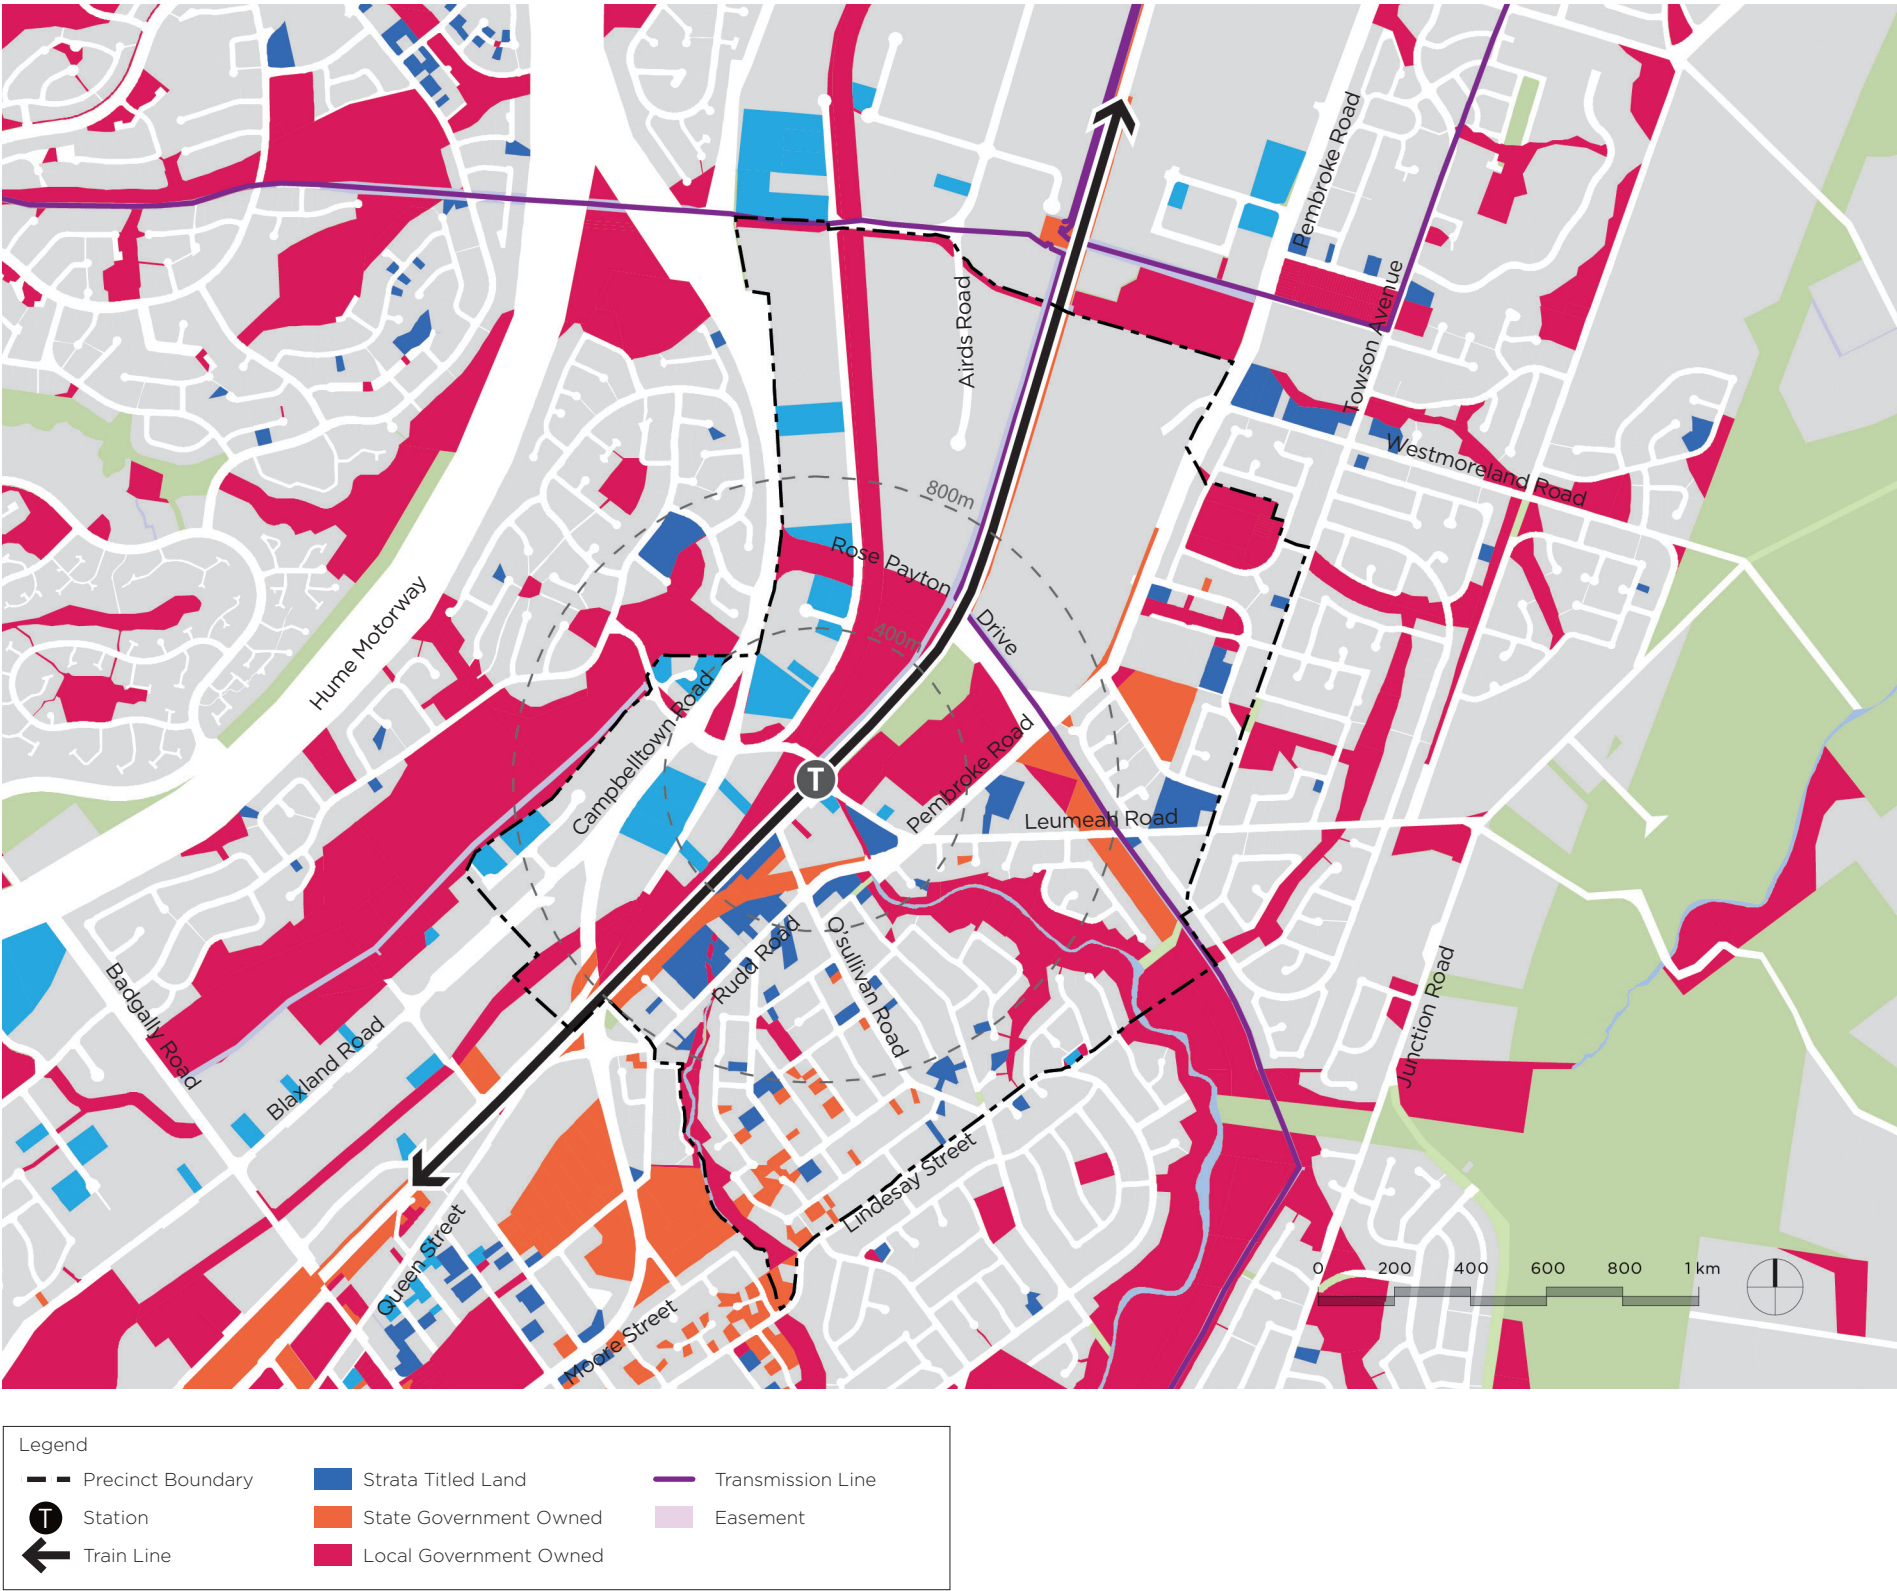 Pembroke Road
Airds Road
Towson Avenue
Westmoreland Road
800m
Rose Payton
Drive
400m
Hume Motorway
Campbelltown Road
T
Pembroke Road
Leumeah Road
Rudd Road
O'sullivan Road
Badgally Road
Blaxland Road
Junction Road
Lindesay Street
Queen Street
Moore Street
0 200 400 600 800 1 km
Legend
Precinct Boundary
T Station
Train Line
Strata Titled Land
State Government Owned
Local Government Owned
Transmission Line
Easement